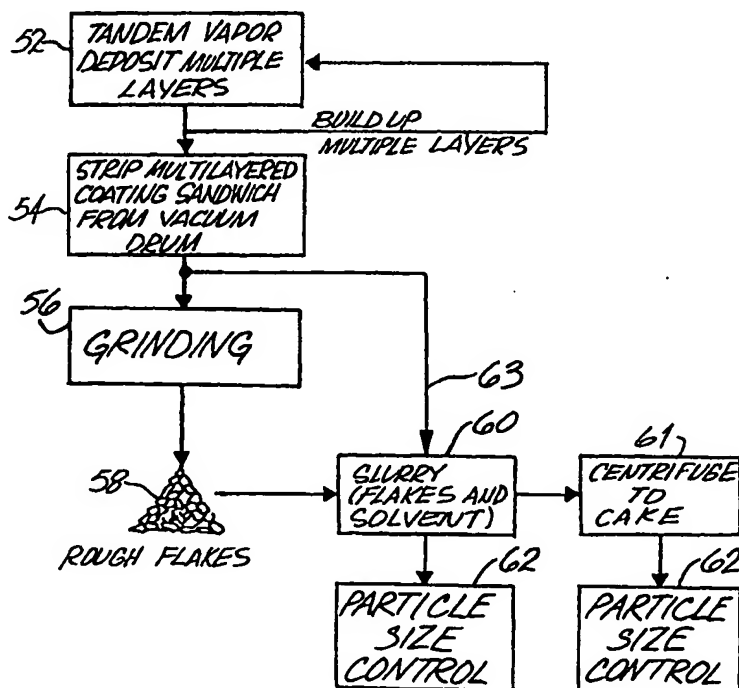 52
TANDEM VAPOR
DEPOSIT MULTIPLE
LAYERS
BUILD UP
MULTIPLE LAYERS
54
STRIP MULTILAYERED
COATING SANDWICH
FROM VACUUM
DRUM
56
GRINDING
63
58
ROUGH FLAKES
60
SLURRY
(FLAKES AND
SOLVENT)
61
CENTRIFUGE
TO
CAKE
62
PARTICLE
SIZE
CONTROL
62
PARTICLE
SIZE
CONTROL